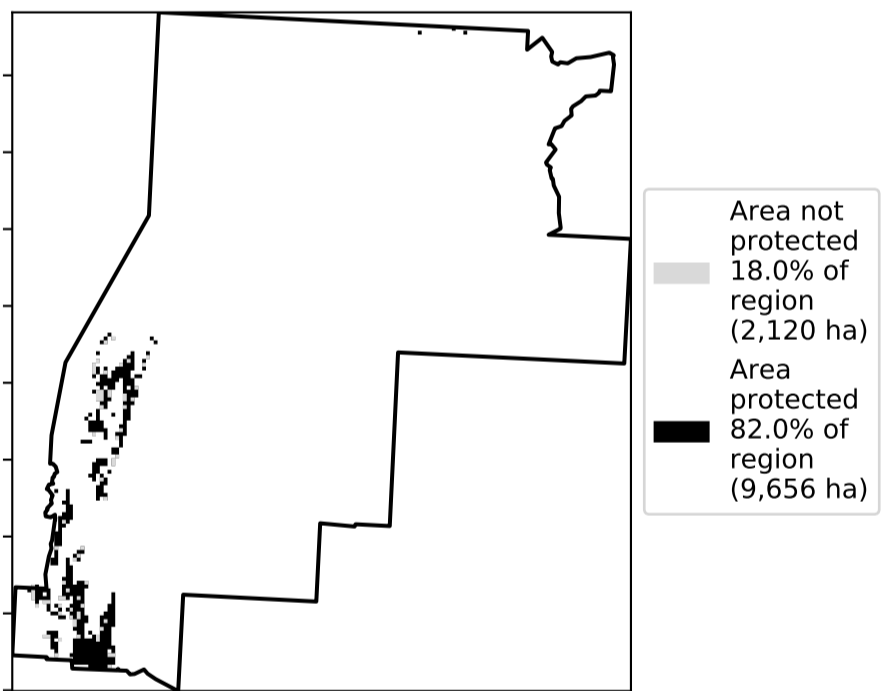 Area not
protected
18.0% of
region
(2,120 ha)
Area
protected
82.0% of
region
(9,656 ha)